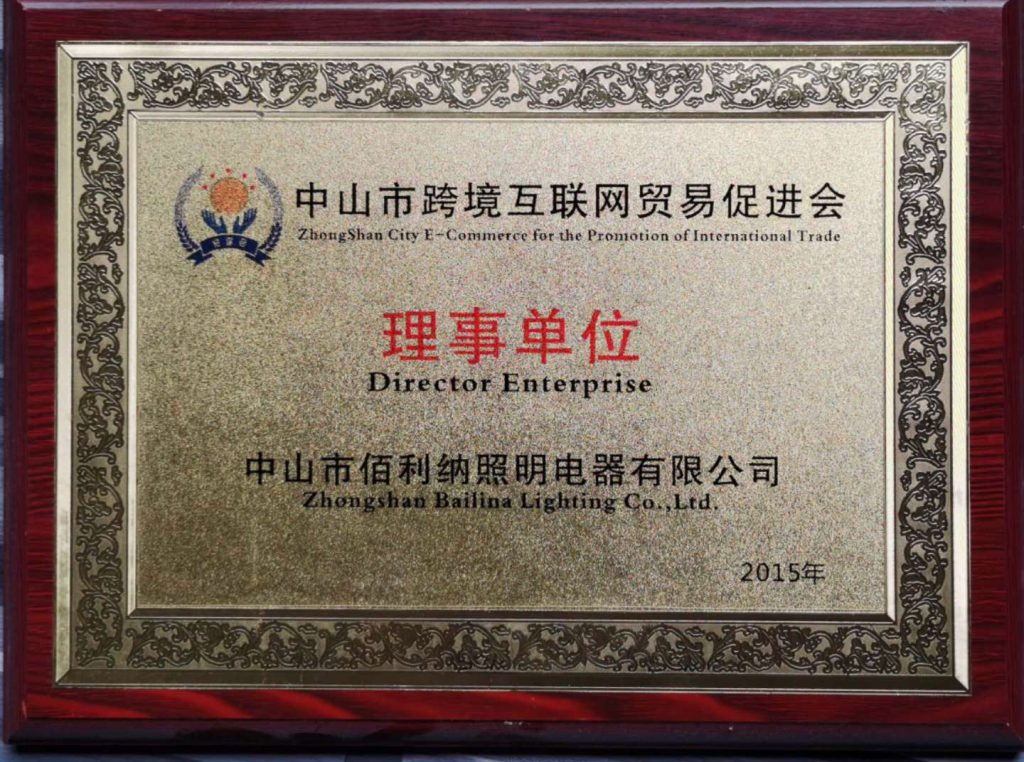 中山市跨境互联网贸易促进会
ZhongShan City E-Commerce for the Promotion of International Trade
理事单位
Director Enterprise
中山市佰利纳照明电器有限公司
Zhongshan Bailina Lighting Co.,Ltd.
2015年